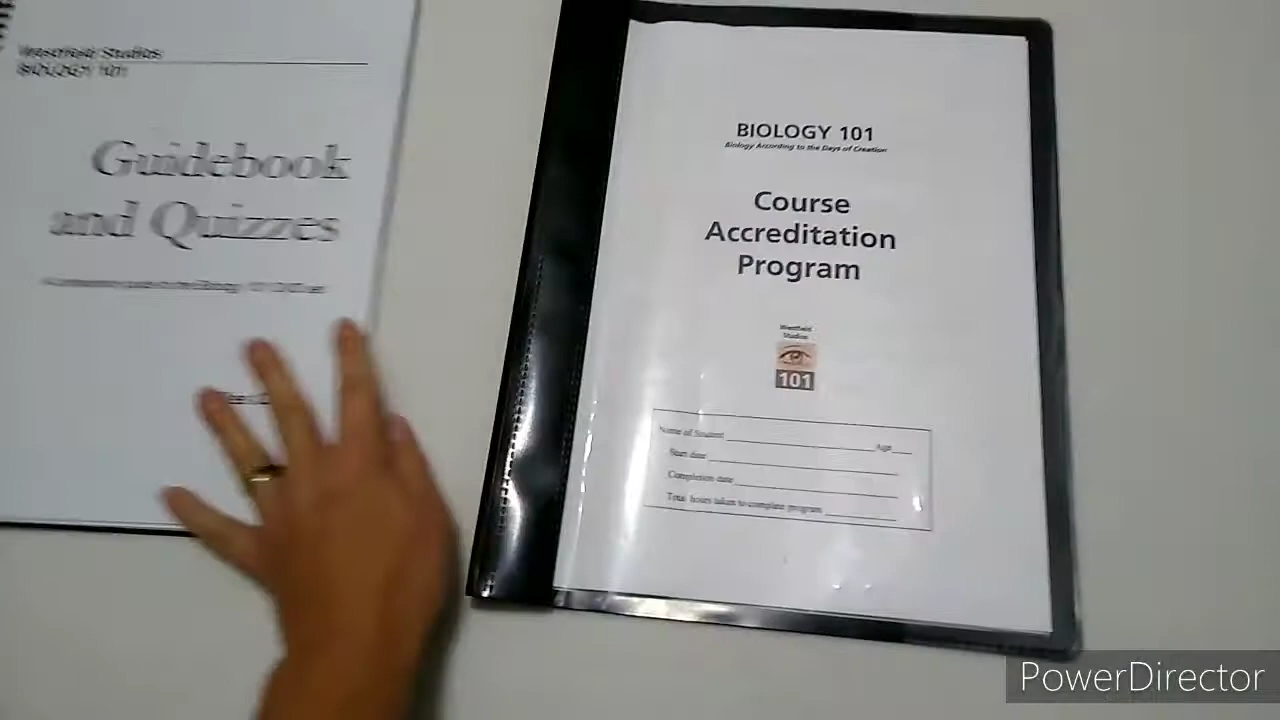 Westfield Studios
BIOLOGY 101
Guidebook
and Quizzes
BIOLOGY 101
Biology According to the Days of Creation
Course
Accreditation
Program
Westfield
Studios
101
Name of Student Age
Start date
Completion date
Total hours taken to complete program
PowerDirector